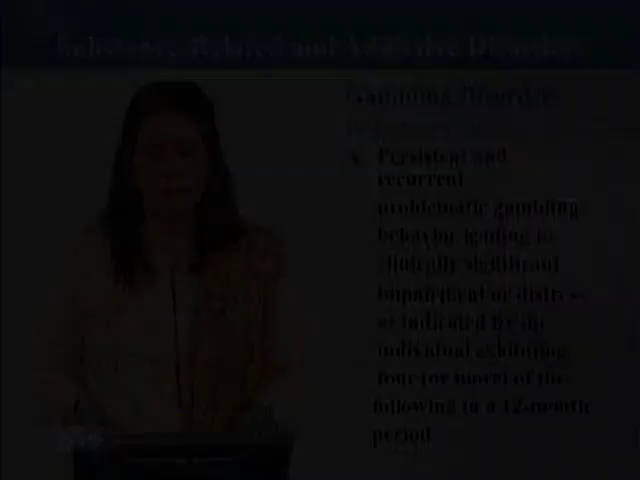 Substance-Related and Addictive Disorders
Gambling Disorder
A. Persistent and
recurrent
problematic gambling
behavior leading to
clinically significant
impairment or distress
as indicated by the
individual exhibiting
four (or more) of the
following in a 12-month
period